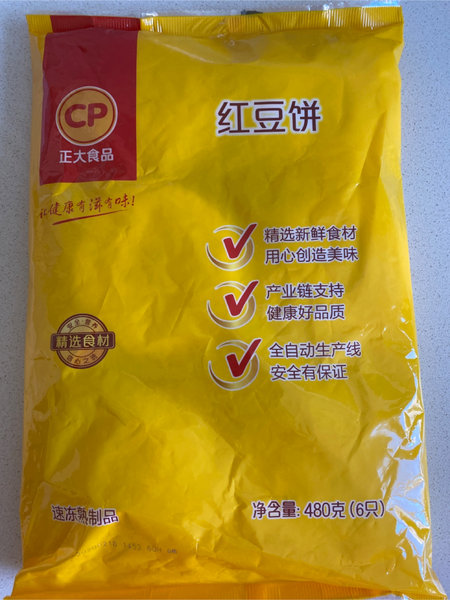 CP
正大食品
红豆饼
健康有滋有味!
精选新鲜食材
用心创造美味
产业链支持
健康好品质
精选食材
全自动生产线
安全有保证
速冻熟制品
净含量: 480克(6只)